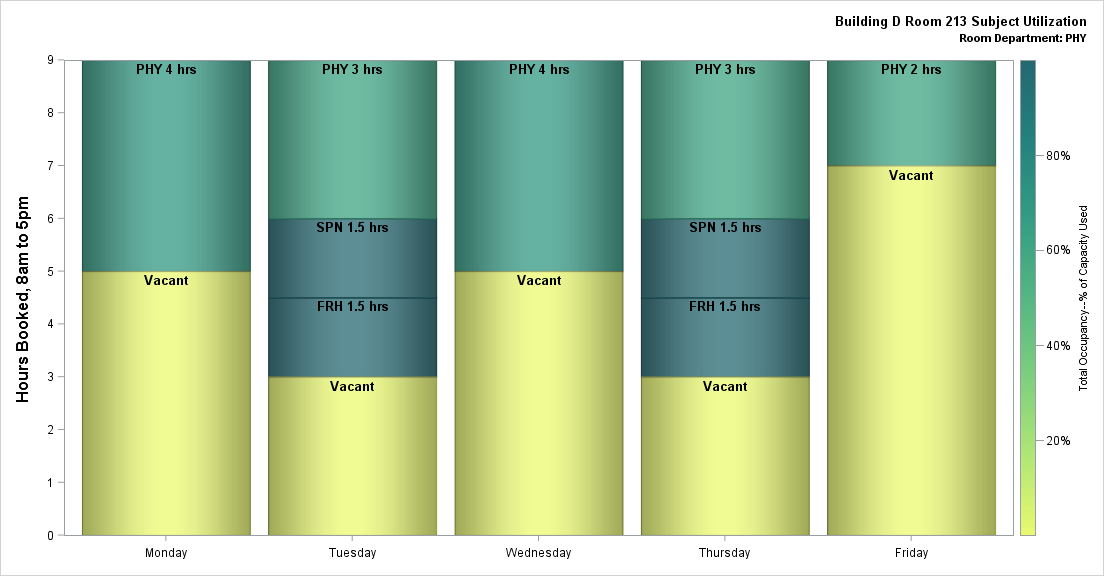 Building D Room 213 Subject Utilization
Room Department: PHY
Hours Booked, 8am to 5pm
9
8
7
6
5
4
3
2
1
0
PHY 4 hrs
Vacant
PHY 3 hrs
SPN 1.5 hrs
FRH 1.5 hrs
Vacant
PHY 4 hrs
Vacant
PHY 3 hrs
SPN 1.5 hrs
FRH 1.5 hrs
Vacant
PHY 2 hrs
Vacant
Monday
Tuesday
Wednesday
Thursday
Friday
80%
60%
40%
20%
Total Occupancy--% of Capacity Used